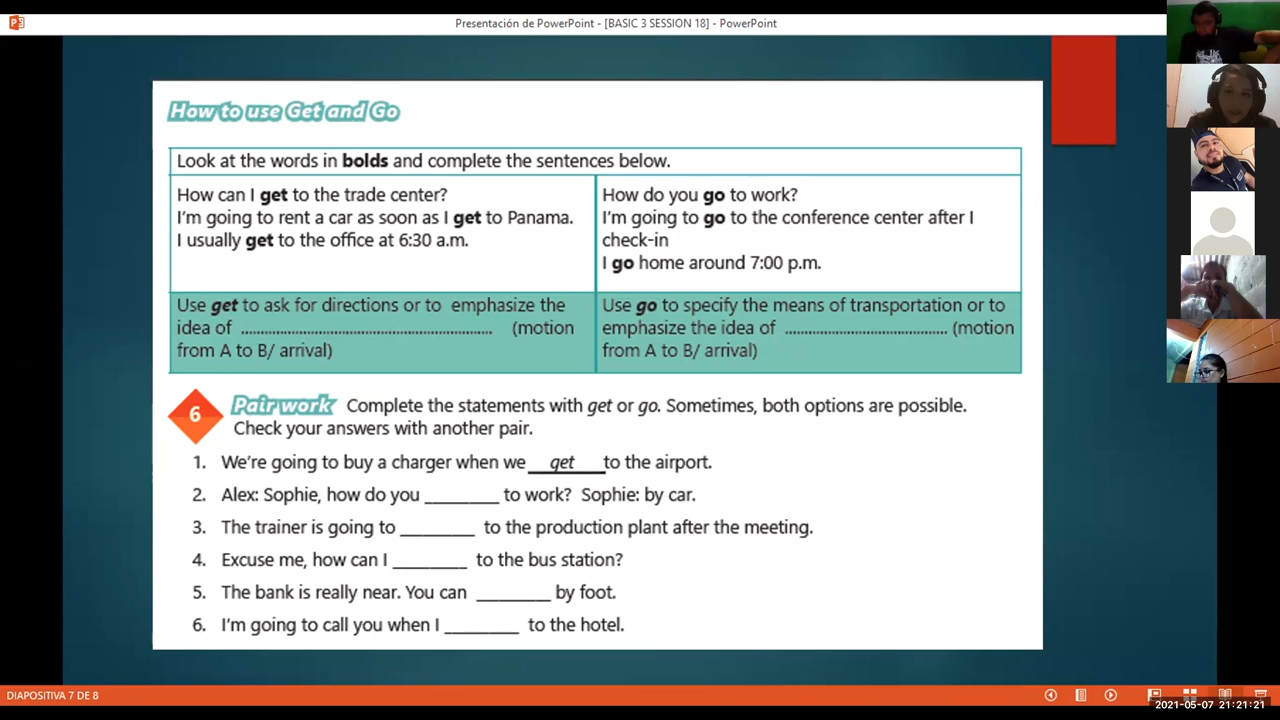 Presentación de PowerPoint - [BASIC 3 SESSION 18] - PowerPoint
How to use Get and Go
Look at the words in bolds and complete the sentences below.
How can I get to the trade center?
I'm going to rent a car as soon as I get to Panama.
I usually get to the office at 6:30 a.m.
How do you go to work?
I'm going to go to the conference center after I
check-in
I go home around 7:00 p.m.
Use get to ask for directions or to emphasize the
idea of ........................................................ (motion
from A to B/ arrival)
Use go to specify the means of transportation or to
emphasize the idea of .................................... (motion
from A to B/ arrival)
6 Pair work Complete the statements with get or go. Sometimes, both options are possible.
Check your answers with another pair.
1. We're going to buy a charger when we __get__to the airport.
2. Alex: Sophie, how do you ________ to work? Sophie: by car.
3. The trainer is going to ________ to the production plant after the meeting.
4. Excuse me, how can I ________ to the bus station?
5. The bank is really near. You can ________ by foot.
6. I'm going to call you when I ________ to the hotel.
DIAPOSITIVA 7 DE 8
2021-05-07 21:21:21